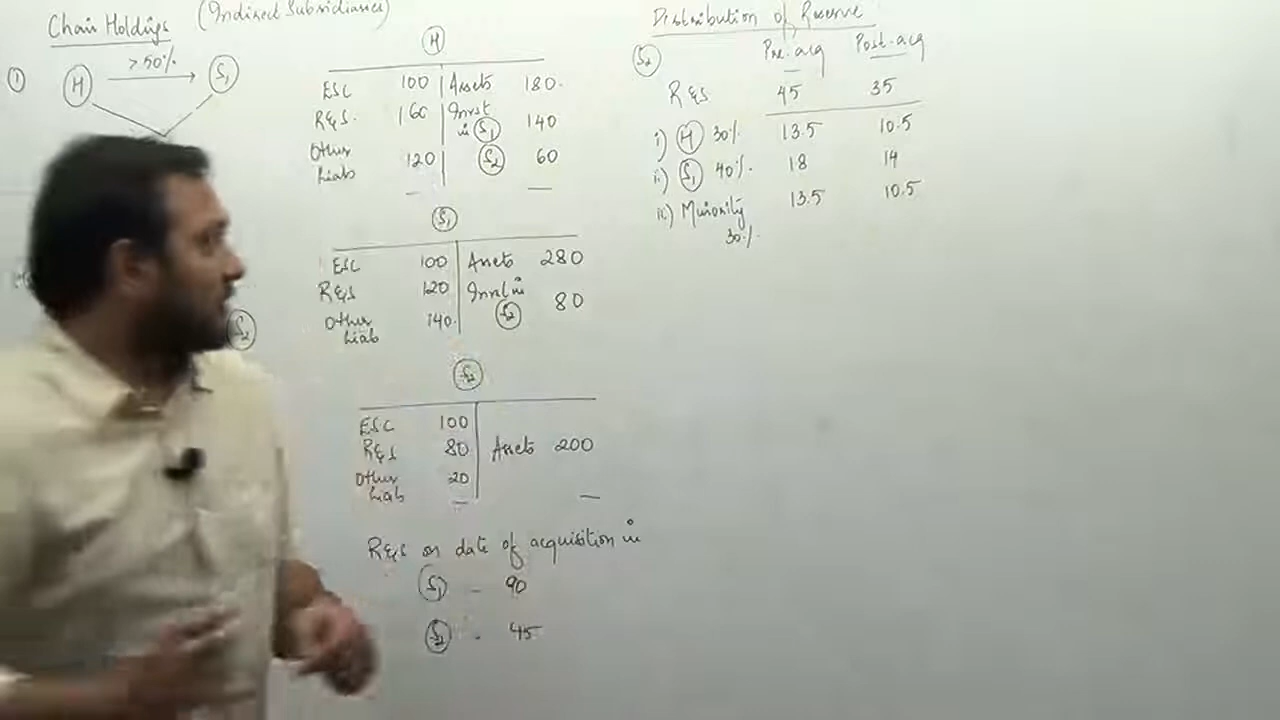 Chain Holdings (Indirect Subsidiaries)
① H >50% S₁
S₂
H
ESC 100 Assets 180
R&S. 160 Invst in S₁ 140
Other Liab 120 S₂ 60
S₁
ESC 100 Assets 280
R&S 120 Invst in S₂ 80
Other Liab 140
S₂
ESC 100
R&S 80 Assets 200
Other Liab 20
R&S on date of acquisition in
S₁ - 90
S₂ - 45
Distribution of Reserve
S₂ Pre.acq Post.acq
R&S 45 35
i) H 30% 13.5 10.5
ii) S₁ 40% 18 14
iii) Minority 30% 13.5 10.5